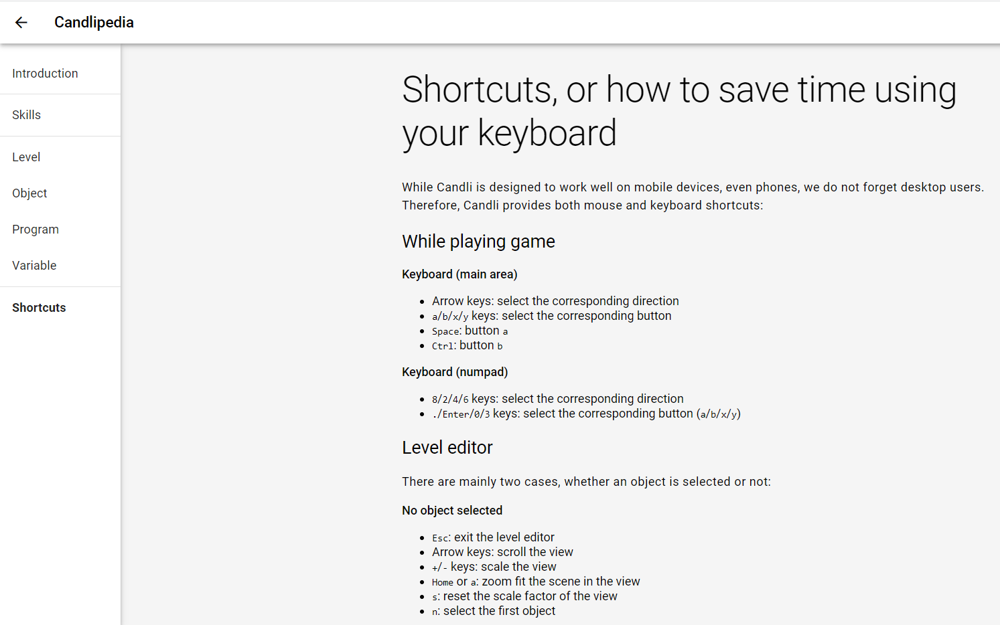 Candlipedia
Introduction
Skills
Level
Object
Program
Variable
Shortcuts
Shortcuts, or how to save time using
your keyboard
While Candli is designed to work well on mobile devices, even phones, we do not forget desktop users.
Therefore, Candli provides both mouse and keyboard shortcuts:
While playing game
Keyboard (main area)
Arrow keys: select the corresponding direction
a/b/x/y keys: select the corresponding button
Space: button a
Ctrl: button b
Keyboard (numpad)
8/2/4/6 keys: select the corresponding direction
./Enter/0/3 keys: select the corresponding button (a/b/x/y)
Level editor
There are mainly two cases, whether an object is selected or not:
No object selected
Esc: exit the level editor
Arrow keys: scroll the view
+/- keys: scale the view
Home or a: zoom fit the scene in the view
s: reset the scale factor of the view
n: select the first object